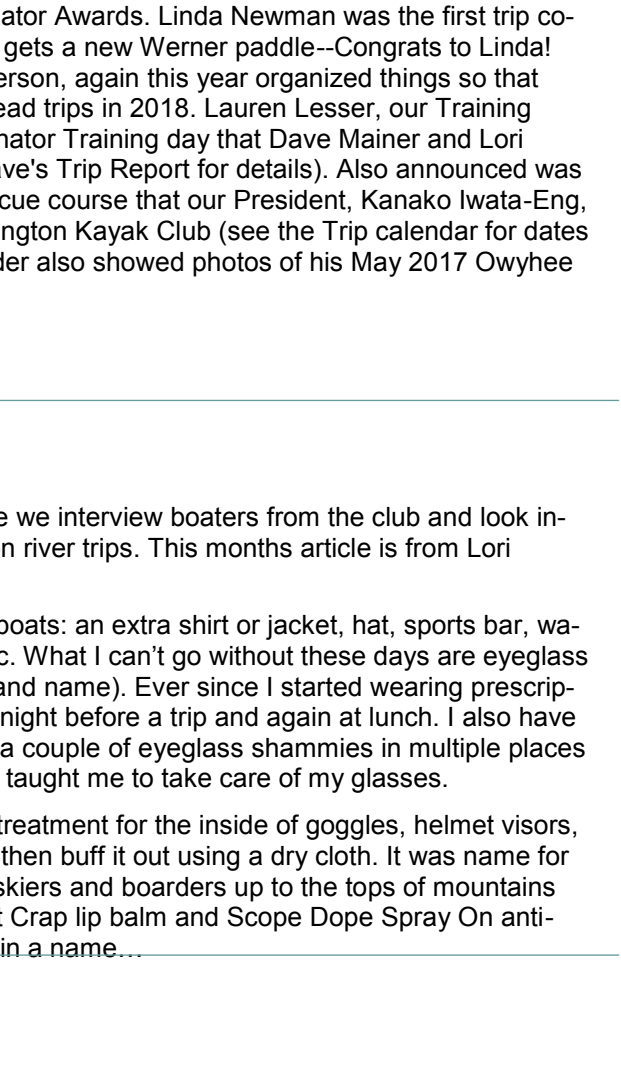 ator Awards. Linda Newman was the first trip co-
gets a new Werner paddle--Congrats to Linda!
erson, again this year organized things so that
ead trips in 2018. Lauren Lesser, our Training
nator Training day that Dave Mainer and Lori
ave's Trip Report for details). Also announced was
cue course that our President, Kanako Iwata-Eng,
ngton Kayak Club (see the Trip calendar for dates
der also showed photos of his May 2017 Owyhee
e we interview boaters from the club and look in-
n river trips. This months article is from Lori
boats: an extra shirt or jacket, hat, sports bar, wa-
c. What I can’t go without these days are eyeglass
and name). Ever since I started wearing prescrip-
night before a trip and again at lunch. I also have
a couple of eyeglass shammies in multiple places
taught me to take care of my glasses.
treatment for the inside of goggles, helmet visors,
then buff it out using a dry cloth. It was name for
skiers and boarders up to the tops of mountains
t Crap lip balm and Scope Dope Spray On anti-
in a name…